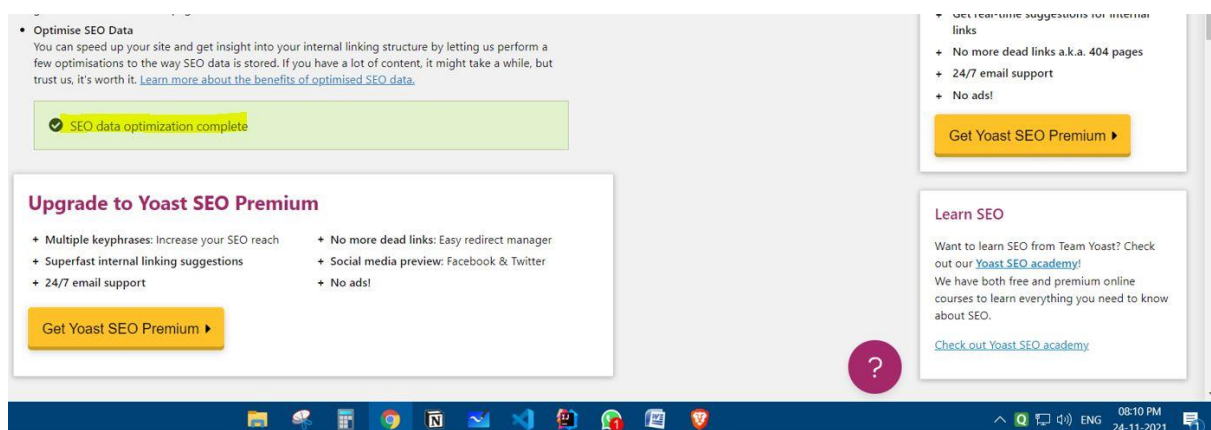 • Optimise SEO Data
You can speed up your site and get insight into your internal linking structure by letting us perform a
few optimisations to the way SEO data is stored. If you have a lot of content, it might take a while, but
trust us, it's worth it. Learn more about the benefits of optimised SEO data.
SEO data optimization complete
Upgrade to Yoast SEO Premium
+ Multiple keyphrases: Increase your SEO reach
+ Superfast internal linking suggestions
+ 24/7 email support
+ No more dead links: Easy redirect manager
+ Social media preview: Facebook & Twitter
+ No ads!
Get Yoast SEO Premium
+ Get real-time suggestions for internal
links
+ No more dead links a.k.a. 404 pages
+ 24/7 email support
+ No ads!
Get Yoast SEO Premium
Learn SEO
Want to learn SEO from Team Yoast? Check
out our Yoast SEO academy!
We have both free and premium online
courses to learn everything you need to know
about SEO.
Check out Yoast SEO academy
?
ENG
08:10 PM
24-11-2021